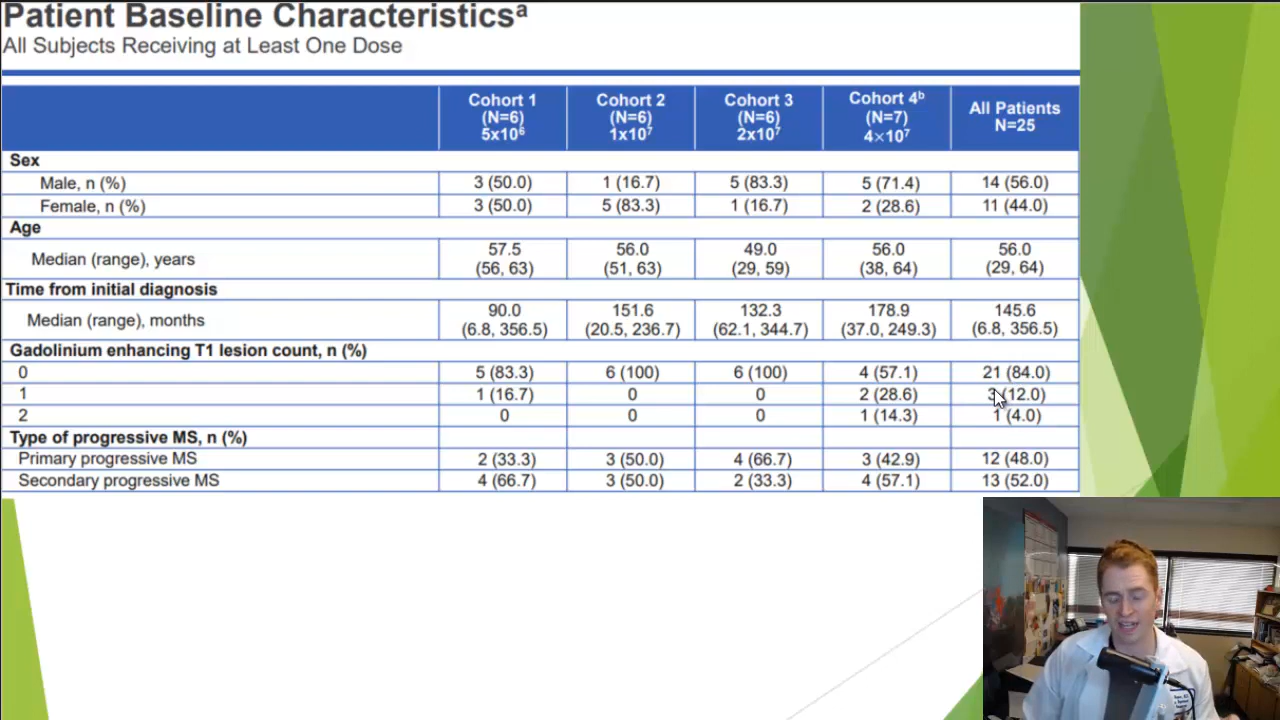 Patient Baseline Characteristicsᵃ
All Subjects Receiving at Least One Dose
Cohort 1 (N=6) 5x10⁶ Cohort 2 (N=6) 1x10⁷ Cohort 3 (N=6) 2x10⁷ Cohort 4ᵇ (N=7) 4×10⁷ All Patients N=25
Sex
Male, n (%) 3 (50.0) 1 (16.7) 5 (83.3) 5 (71.4) 14 (56.0)
Female, n (%) 3 (50.0) 5 (83.3) 1 (16.7) 2 (28.6) 11 (44.0)
Age
Median (range), years 57.5 (56, 63) 56.0 (51, 63) 49.0 (29, 59) 56.0 (38, 64) 56.0 (29, 64)
Time from initial diagnosis
Median (range), months 90.0 (6.8, 356.5) 151.6 (20.5, 236.7) 132.3 (62.1, 344.7) 178.9 (37.0, 249.3) 145.6 (6.8, 356.5)
Gadolinium enhancing T1 lesion count, n (%)
0 5 (83.3) 6 (100) 6 (100) 4 (57.1) 21 (84.0)
1 1 (16.7) 0 0 2 (28.6) 3 (12.0)
2 0 0 0 1 (14.3) 1 (4.0)
Type of progressive MS, n (%)
Primary progressive MS 2 (33.3) 3 (50.0) 4 (66.7) 3 (42.9) 12 (48.0)
Secondary progressive MS 4 (66.7) 3 (50.0) 2 (33.3) 4 (57.1) 13 (52.0)